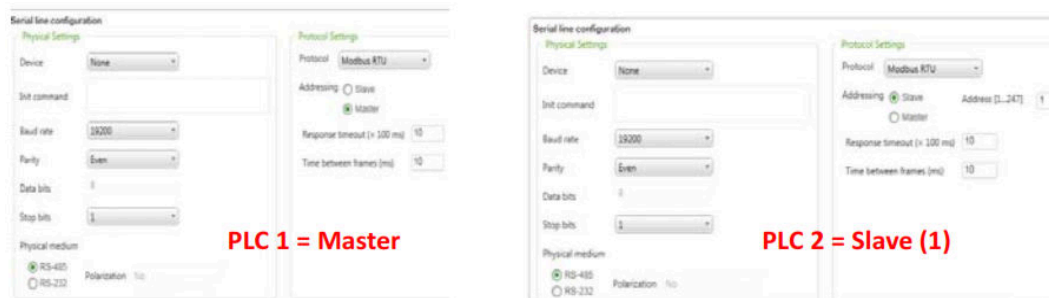 Serial line configuration
Physical Settings
Device None
Init command
Baud rate 19200
Parity Even
Data bits 8
Stop bits 1
Physical medium
RS-485
RS-232
Polarization No
Protocol Settings
Protocol Modbus RTU
Addressing Slave
Master
Response timeout (x 100 ms) 10
Time between frames (ms) 10
PLC 1 = Master
Serial line configuration
Physical Settings
Device None
Init command
Baud rate 19200
Parity Even
Data bits 8
Stop bits 1
Physical medium
RS-485
RS-232
Polarization No
Protocol Settings
Protocol Modbus RTU
Addressing Slave Address [1...247] 1
Master
Response timeout (x 100 ms) 10
Time between frames (ms) 10
PLC 2 = Slave (1)